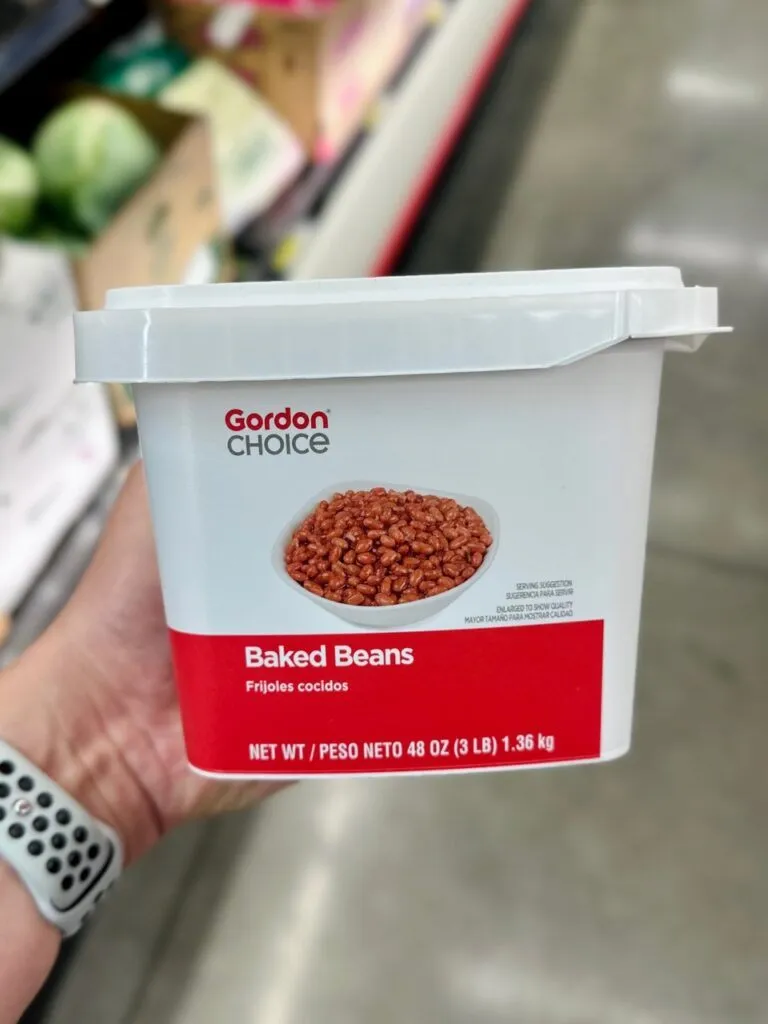 Gordon
CHOICE
SERVING SUGGESTION
SUGERENCIA PARA SERVIR
ENLARGED TO SHOW QUALITY
MAYOR TAMAÑO PARA MOSTRAR CALIDAD
Baked Beans
Frijoles cocidos
NET WT / PESO NETO 48 OZ (3 LB) 1.36 kg